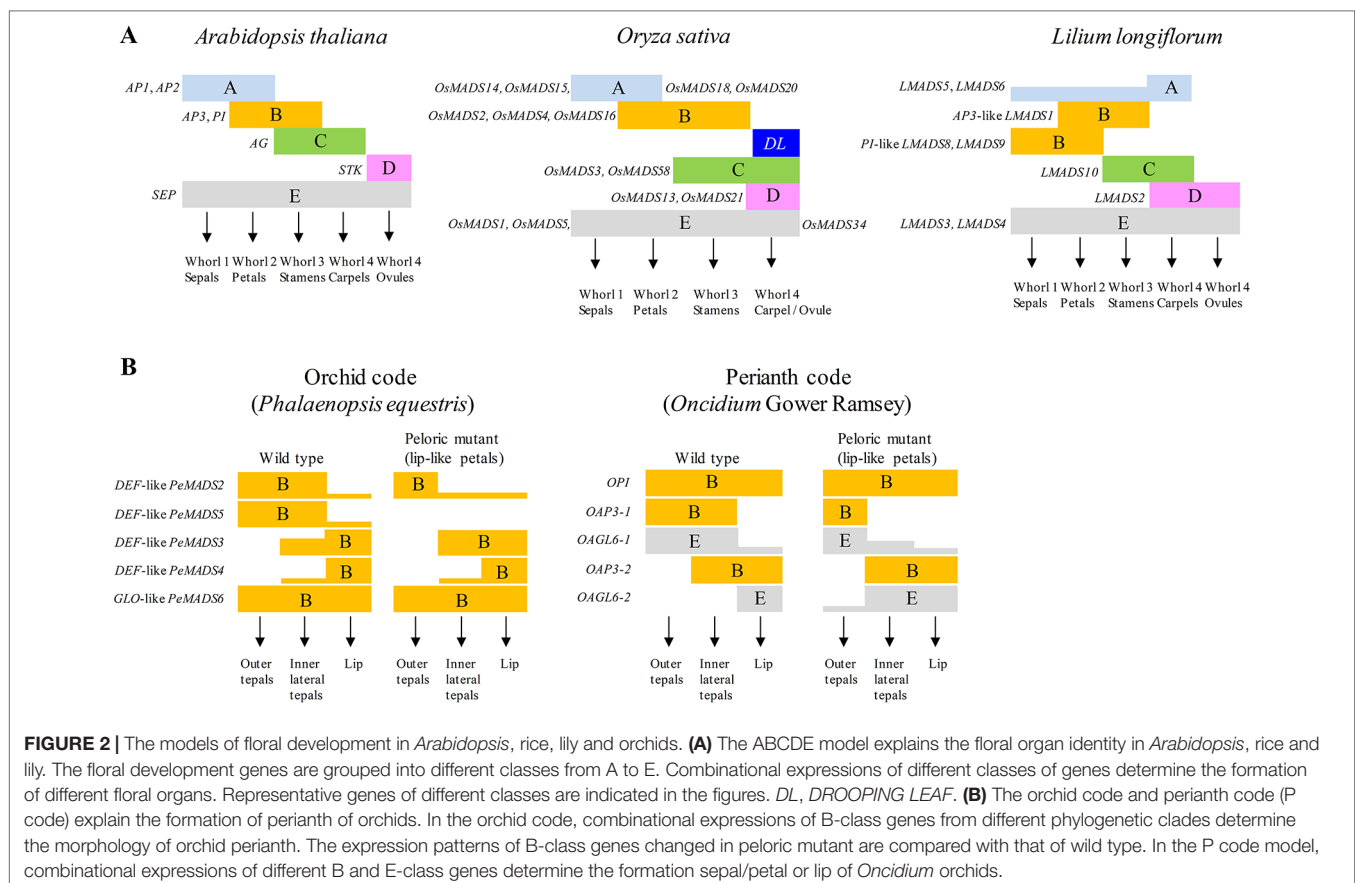 A
Arabidopsis thaliana
Oryza sativa
Lilium longiflorum
AP1, AP2
A
AP3, PI
B
AG
C
STK
D
SEP
E
Whorl 1 Whorl 2 Whorl 3 Whorl 4 Whorl 4
Sepals Petals Stamens Carpels Ovules
OsMADS14, OsMADS15,
A
OsMADS18, OsMADS20
OsMADS2, OsMADS4, OsMADS16
B
DL
OsMADS3, OsMADS58
C
OsMADS13, OsMADS21
D
OsMADS1, OsMADS5,
E
OsMADS34
Whorl 1 Whorl 2 Whorl 3 Whorl 4
Sepals Petals Stamens Carpel / Ovule
LMADS5, LMADS6
A
AP3-like LMADS1
B
PI-like LMADS8, LMADS9
B
LMADS10
C
LMADS2
D
LMADS3, LMADS4
E
Whorl 1 Whorl 2 Whorl 3 Whorl 4 Whorl 4
Sepals Petals Stamens Carpels Ovules
B
Orchid code
(Phalaenopsis equestris)
Wild type
Peloric mutant
(lip-like petals)
DEF-like PeMADS2
B
B
DEF-like PeMADS5
B
DEF-like PeMADS3
B
B
DEF-like PeMADS4
B
B
GLO-like PeMADS6
B
B
Outer Inner Lip
tepals lateral
tepals
Outer Inner Lip
tepals lateral
tepals
Perianth code
(Oncidium Gower Ramsey)
Wild type
Peloric mutant
(lip-like petals)
OPI
B
B
OAP3-1
B
B
OAGL6-1
E
E
OAP3-2
B
B
OAGL6-2
E
E
Outer Inner Lip
tepals lateral
tepals
Outer Inner Lip
tepals lateral
tepals
FIGURE 2 | The models of floral development in Arabidopsis, rice, lily and orchids. (A) The ABCDE model explains the floral organ identity in Arabidopsis, rice and
lily. The floral development genes are grouped into different classes from A to E. Combinational expressions of different classes of genes determine the formation
of different floral organs. Representative genes of different classes are indicated in the figures. DL, DROOPING LEAF. (B) The orchid code and perianth code (P
code) explain the formation of perianth of orchids. In the orchid code, combinational expressions of B-class genes from different phylogenetic clades determine
the morphology of orchid perianth. The expression patterns of B-class genes changed in peloric mutant are compared with that of wild type. In the P code model,
combinational expressions of different B and E-class genes determine the formation sepal/petal or lip of Oncidium orchids.